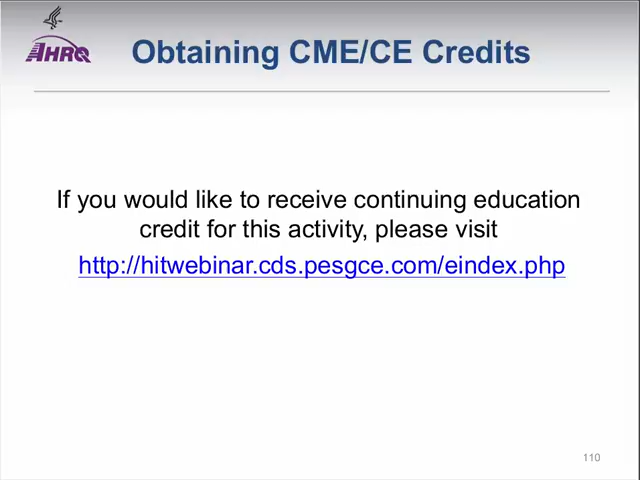 AHRQ
Obtaining CME/CE Credits
If you would like to receive continuing education
credit for this activity, please visit
http://hitwebinar.cds.pesgce.com/eindex.php
110